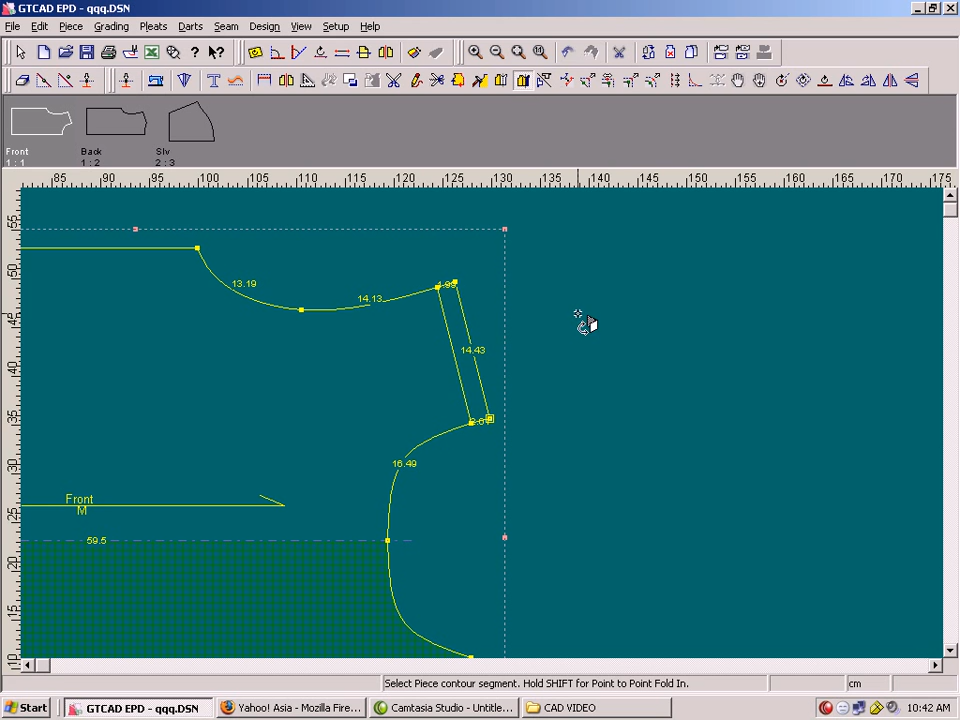 GTCAD EPD - qqq.DSN
File Edit Piece Grading Pleats Darts Seam Design View Setup Help
Front Back Slv
1 : 1 1 : 2 2 : 3
85 90 95 100 105 110 115 120 125 130 135 140 145 150 155 160 165 170 175
55
50
45
40
35
30
25
20
15
10
13.19
14.13
14.43
16.49
Front
M
59.5
Select Piece contour segment. Hold SHIFT for Point to Point Fold In.
cm
Start GTCAD EPD - qqq.DSN Yahoo! Asia - Mozilla Fire... Camtasia Studio - Untitle... CAD VIDEO 10:42 AM